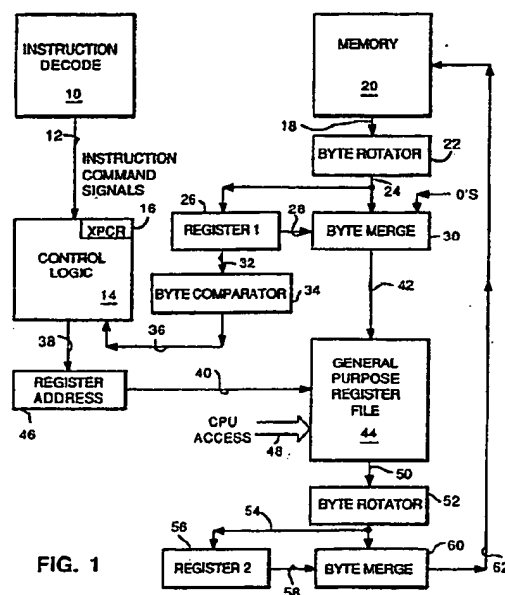 INSTRUCTION
DECODE
10
12
INSTRUCTION
COMMAND
SIGNALS
XPCR
16
CONTROL
LOGIC
14
38
36
REGISTER
ADDRESS
46
MEMORY
20
18
BYTE ROTATOR
22
24
0'S
26
REGISTER 1
28
BYTE MERGE
30
32
BYTE COMPARATOR
34
42
40
GENERAL
PURPOSE
REGISTER
FILE
44
CPU
ACCESS
48
50
BYTE ROTATOR
52
54
56
REGISTER 2
58
BYTE MERGE
60
62
FIG. 1